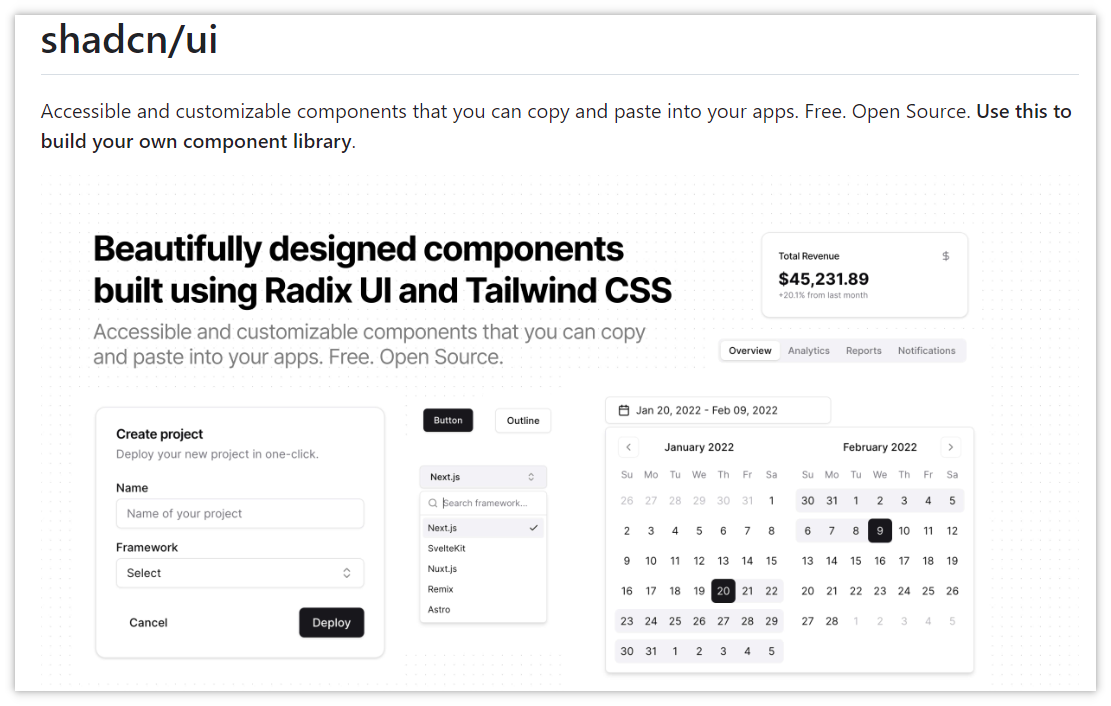 shadcn/ui
Accessible and customizable components that you can copy and paste into your apps. Free. Open Source. Use this to
build your own component library.
Beautifully designed components
built using Radix UI and Tailwind CSS
Accessible and customizable components that you can copy
and paste into your apps. Free. Open Source.
Total Revenue $
$45,231.89
+20.1% from last month
Overview Analytics Reports Notifications
Create project
Deploy your new project in one-click.
Name
Name of your project
Framework
Select
Cancel Deploy
Button Outline
Next.js
Search framework...
Next.js
SvelteKit
Nuxt.js
Remix
Astro
Jan 20, 2022 - Feb 09, 2022
January 2022
Su Mo Tu We Th Fr Sa
26 27 28 29 30 31 1
2 3 4 5 6 7 8
9 10 11 12 13 14 15
16 17 18 19 20 21 22
23 24 25 26 27 28 29
30 31 1 2 3 4 5
February 2022
Su Mo Tu We Th Fr Sa
30 31 1 2 3 4 5
6 7 8 9 10 11 12
13 14 15 16 17 18 19
20 21 22 23 24 25 26
27 28 1 2 3 4 5